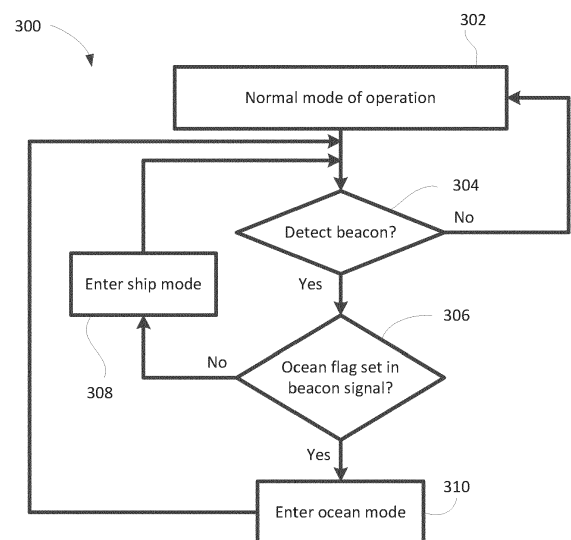 300
302
Normal mode of operation
304
Detect beacon?
No
Yes
Enter ship mode
306
No
Ocean flag set in
beacon signal?
308
Yes
310
Enter ocean mode